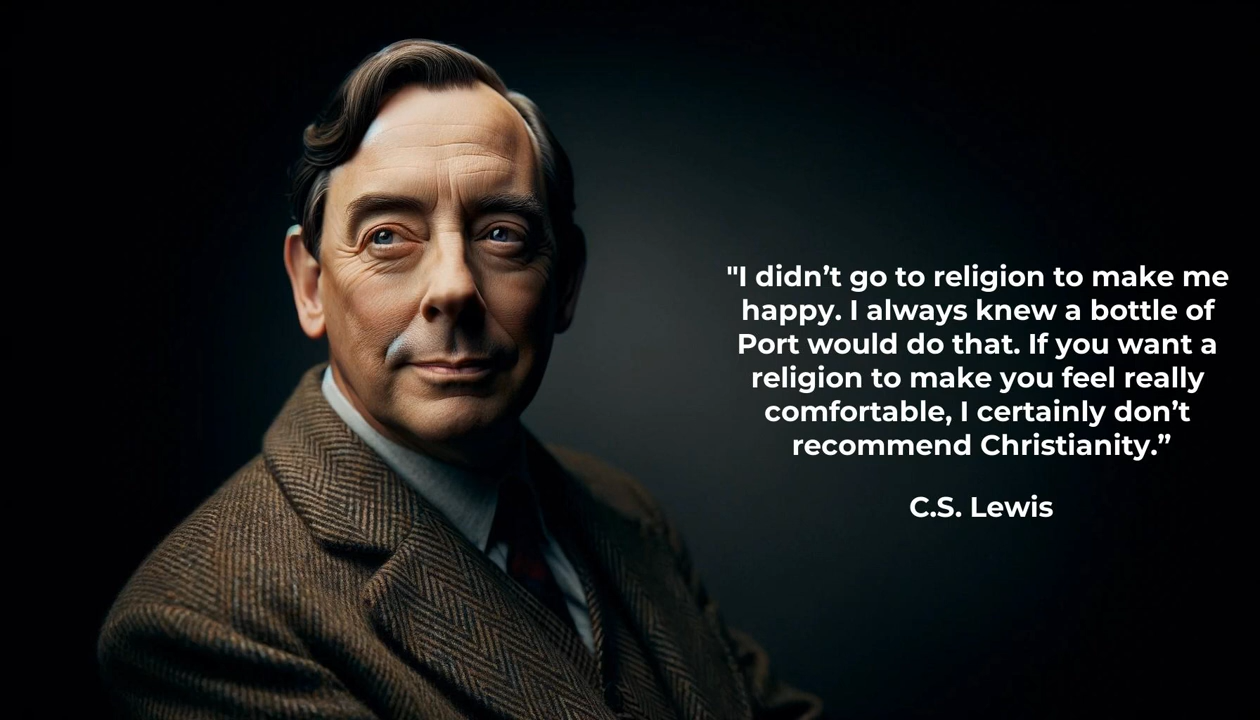 "I didn’t go to religion to make me
happy. I always knew a bottle of
Port would do that. If you want a
religion to make you feel really
comfortable, I certainly don’t
recommend Christianity.”
C.S. Lewis